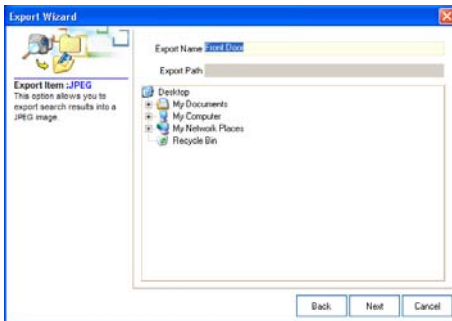 Export Wizard
Export Name Front Door
Export Path
Export Item :JPEG
This option allows you to
export search results into a
JPEG image.
Desktop
My Documents
My Computer
My Network Places
Recycle Bin
Back Next Cancel